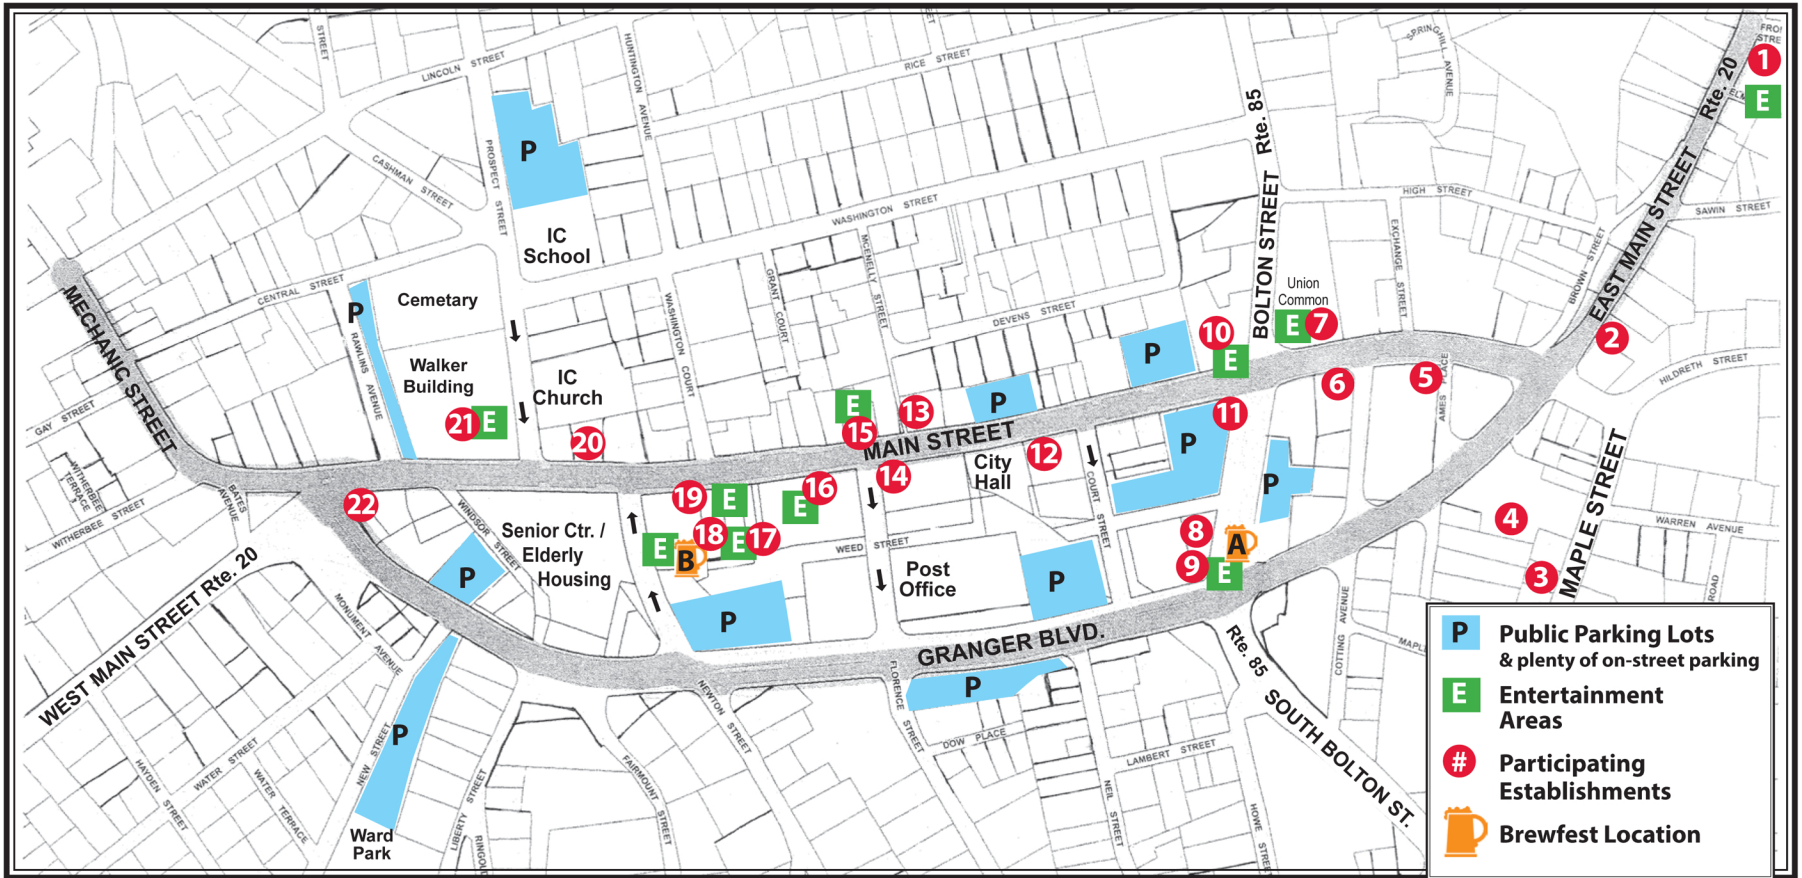 STREET
LINCOLN STREET
HUNTINGTON AVENUE
RICE STREET
SPRINGHILL AVENUE
Rte. 85
Rte. 20
1
E
P
PROSPECT STREET
CASHMAN STREET
IC
School
WASHINGTON STREET
MCENELLY STREET
HIGH STREET
SAWIN STREET
BOLTON STREET
EXCHANGE STREET
BROWN STREET
EAST MAIN STREET
MECHANIC STREET
CENTRAL STREET
P
RAWLINS AVENUE
Cemetary
Walker
Building
21
E
IC
Church
20
WASHINGTON COURT
GRANT COURT
DEVENS STREET
P
10
E
Union
Common
E
7
2
HILDRETH STREET
6
5
AMES PLACE
E
15
13
P
MAIN STREET
11
12
City
Hall
14
P
COURT STREET
P
GAY STREET
WITHERBEE TERRACE
WITHERBEE STREET
BATES AVENUE
22
WINDSOR STREET
Senior Ctr. /
Elderly
Housing
19
E
16
E
18
E
17
E
B
WEED STREET
Post
Office
P
8
A
9
E
4
3
MAPLE STREET
WARREN AVENUE
ROAD
WEST MAIN STREET Rte. 20
P
MONUMENT AVENUE
P
GRANGER BLVD.
P
Rte. 85
SOUTH BOLTON ST.
COTTING AVENUE
MAPL
NEW STREET
P
WATER STREET
WATER TERRACE
HAYDEN STREET
LIBERTY STREET
Ward
Park
FAIRMOUNT STREET
NEWTON STREET
FLORENCE STREET
DOW PLACE
LAMBERT STREET
NEIL STREET
HOWE STREET
P
Public Parking Lots
& plenty of on-street parking
E
Entertainment
Areas
#
Participating
Establishments
Brewfest Location